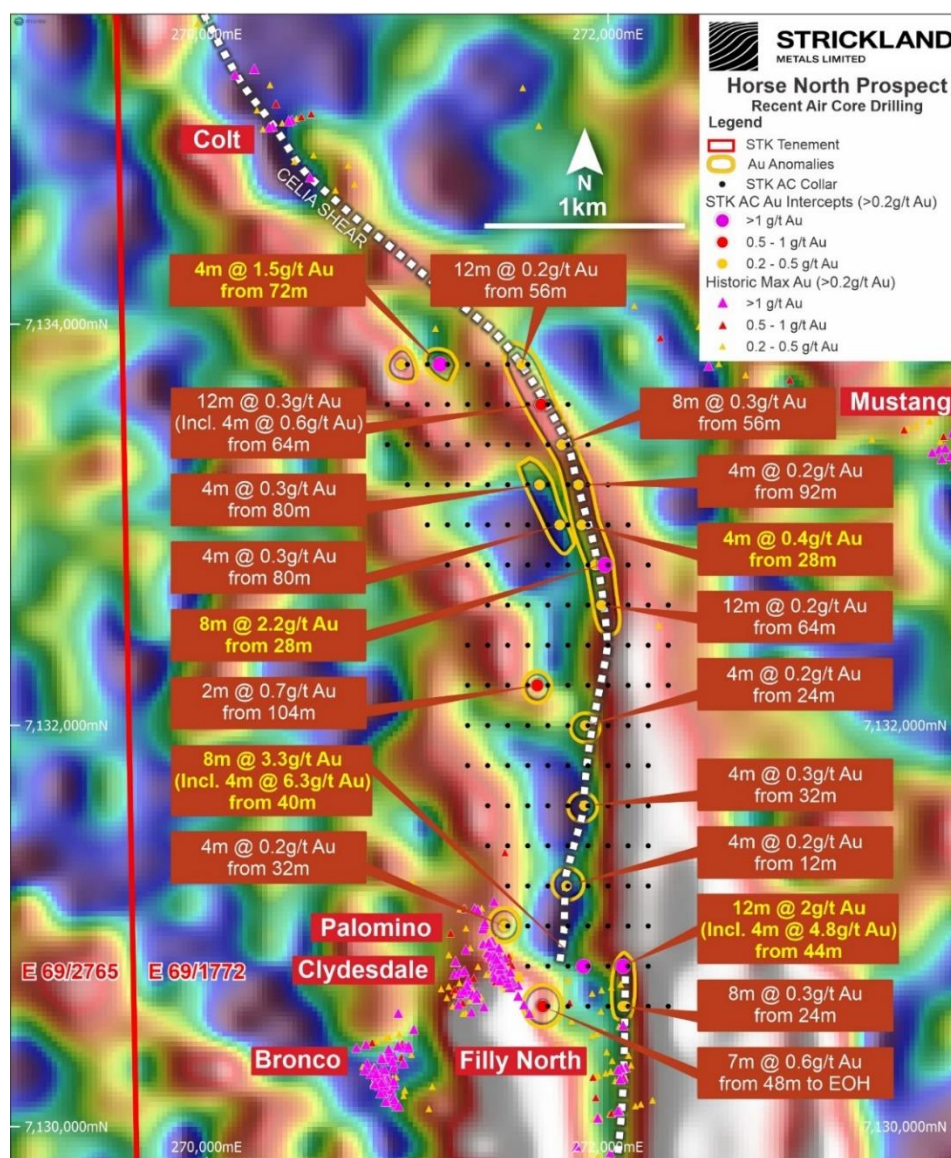 270,000mE
272,000mE
STRICKLAND
METALS LIMITED
Horse North Prospect
Recent Air Core Drilling
Legend
STK Tenement
Au Anomalies
STK AC Collar
STK AC Au Intercepts (>0.2g/t Au)
>1 g/t Au
0.5 - 1 g/t Au
0.2 - 0.5 g/t Au
Historic Max Au (>0.2g/t Au)
>1 g/t Au
0.5 - 1 g/t Au
0.2 - 0.5 g/t Au
Colt
CELIA SHEAR
N
1km
4m @ 1.5g/t Au
from 72m
12m @ 0.2g/t Au
from 56m
7,134,000mN
12m @ 0.3g/t Au
(Incl. 4m @ 0.6g/t Au)
from 64m
8m @ 0.3g/t Au
from 56m
Mustang
4m @ 0.3g/t Au
from 80m
4m @ 0.2g/t Au
from 92m
4m @ 0.3g/t Au
from 80m
4m @ 0.4g/t Au
from 28m
8m @ 2.2g/t Au
from 28m
12m @ 0.2g/t Au
from 64m
2m @ 0.7g/t Au
from 104m
4m @ 0.2g/t Au
from 24m
7,132,000mN
7,132,000mN
8m @ 3.3g/t Au
(Incl. 4m @ 6.3g/t Au)
from 40m
4m @ 0.3g/t Au
from 32m
4m @ 0.2g/t Au
from 32m
4m @ 0.2g/t Au
from 12m
Palomino
12m @ 2g/t Au
(Incl. 4m @ 4.8g/t Au)
from 44m
Clydesdale
E 69/2765
E 69/1772
8m @ 0.3g/t Au
from 24m
Bronco
Filly North
7m @ 0.6g/t Au
from 48m to EOH
7,130,000mN
7,130,000mN
270,000mE
272,000mE